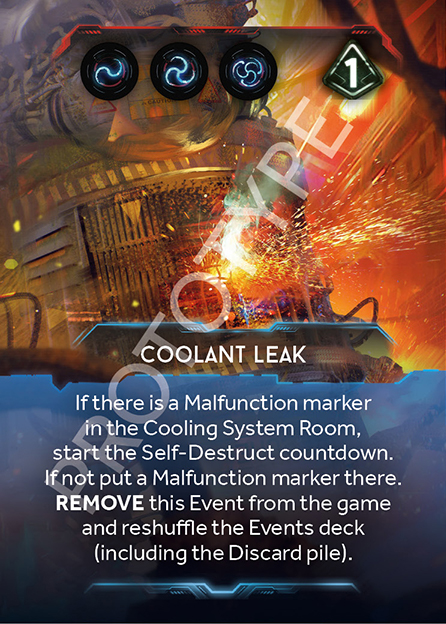 1
PROTOTYPE
COOLANT LEAK
If there is a Malfunction marker
in the Cooling System Room,
start the Self-Destruct countdown.
If not put a Malfunction marker there.
REMOVE this Event from the game
and reshuffle the Events deck
(including the Discard pile).